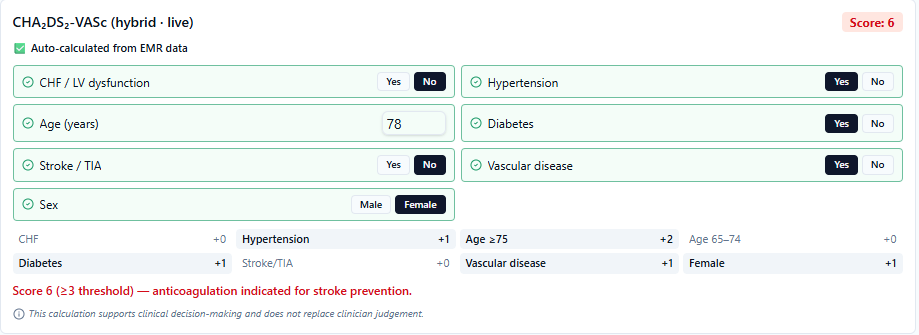 CHA₂DS₂-VASc (hybrid · live) Score: 6
Auto-calculated from EMR data
CHF / LV dysfunction Yes No Hypertension Yes No
Age (years) 78 Diabetes Yes No
Stroke / TIA Yes No Vascular disease Yes No
Sex Male Female
CHF +0 Hypertension +1 Age ≥75 +2 Age 65–74 +0
Diabetes +1 Stroke/TIA +0 Vascular disease +1 Female +1
Score 6 (≥3 threshold) — anticoagulation indicated for stroke prevention.
This calculation supports clinical decision-making and does not replace clinician judgement.